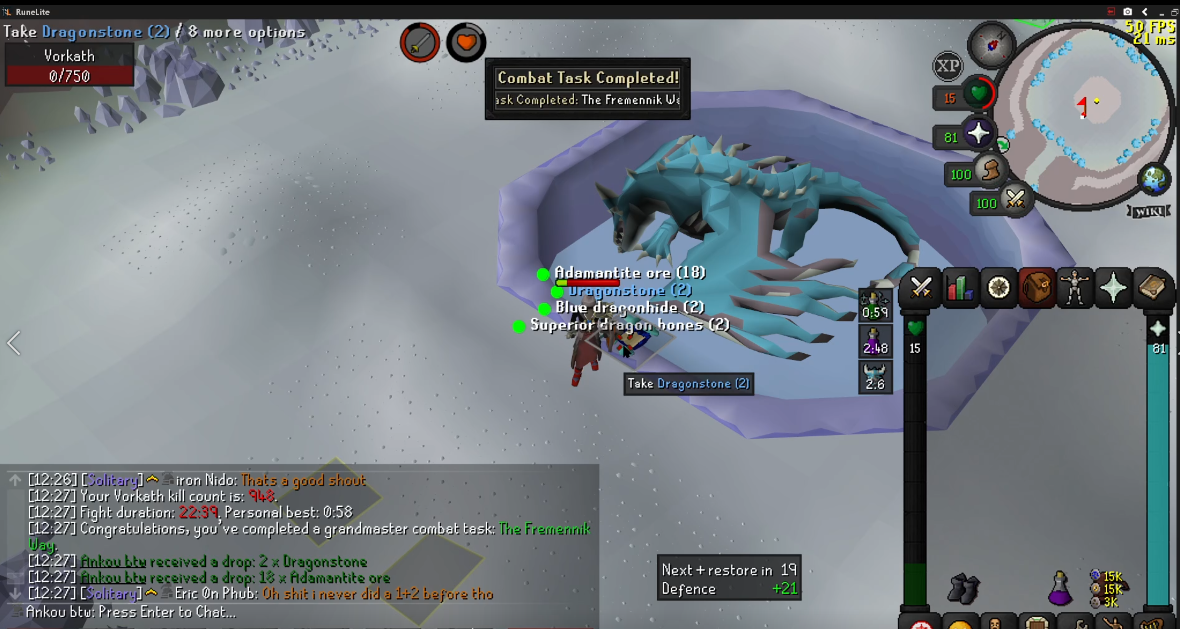 RuneLite
Take Dragonstone (2) / 8 more options
Vorkath
0/750
Combat Task Completed!
ask Completed: The Fremennik Wa
50 FPS
21 ms
XP
15
81
100
100
WIKI
Adamantite ore (18)
Dragonstone (2)
Blue dragonhide (2)
Superior dragon bones (2)
Take Dragonstone (2)
0:59
2:48
2.6
15
81
[12:26] [Solitary] iron Nido: Thats a good shout
[12:27] Your Vorkath kill count is: 948.
[12:27] Fight duration: 22:39. Personal best: 0:58
[12:27] Congratulations, you've completed a grandmaster combat task: The Fremennik
Way.
[12:27] Ankou btw received a drop: 2 x Dragonstone
[12:27] Ankou btw received a drop: 18 x Adamantite ore
[12:27] [Solitary] Eric 0n Phub: Oh shit i never did a 1+2 before tho
Ankou btw: Press Enter to Chat...
Next + restore in 19
Defence +21
15K
15K
3K